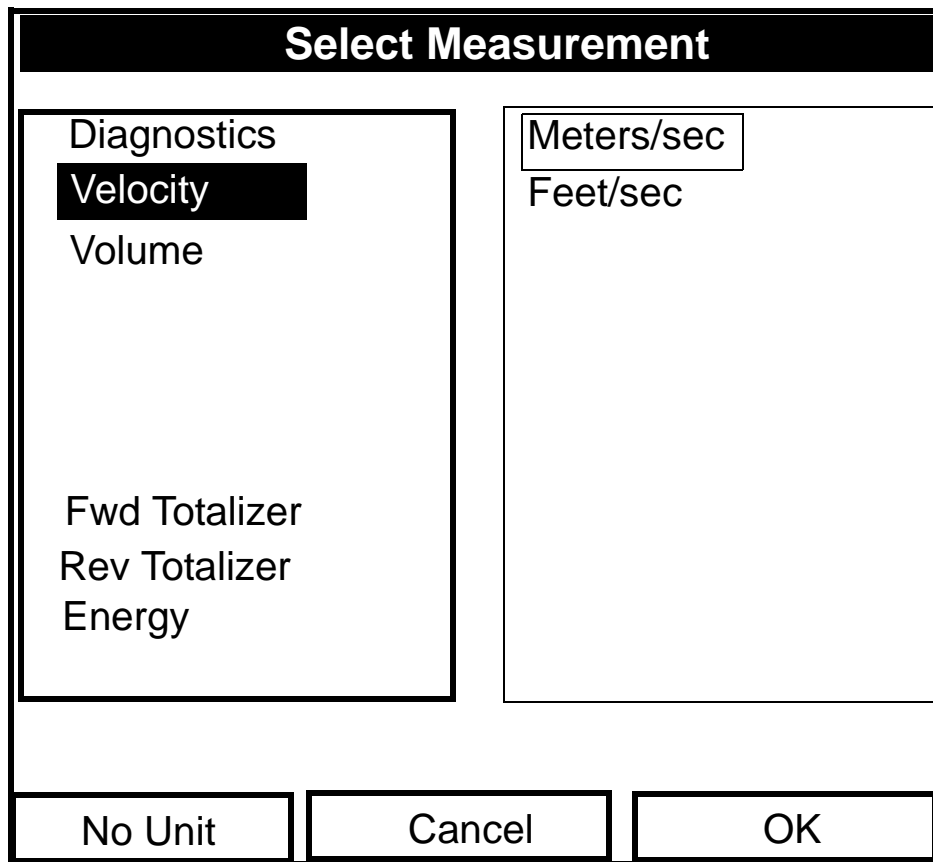 Select Measurement
Diagnostics
Velocity
Volume
Fwd Totalizer
Rev Totalizer
Energy
Meters/sec
Feet/sec
No Unit
Cancel
OK